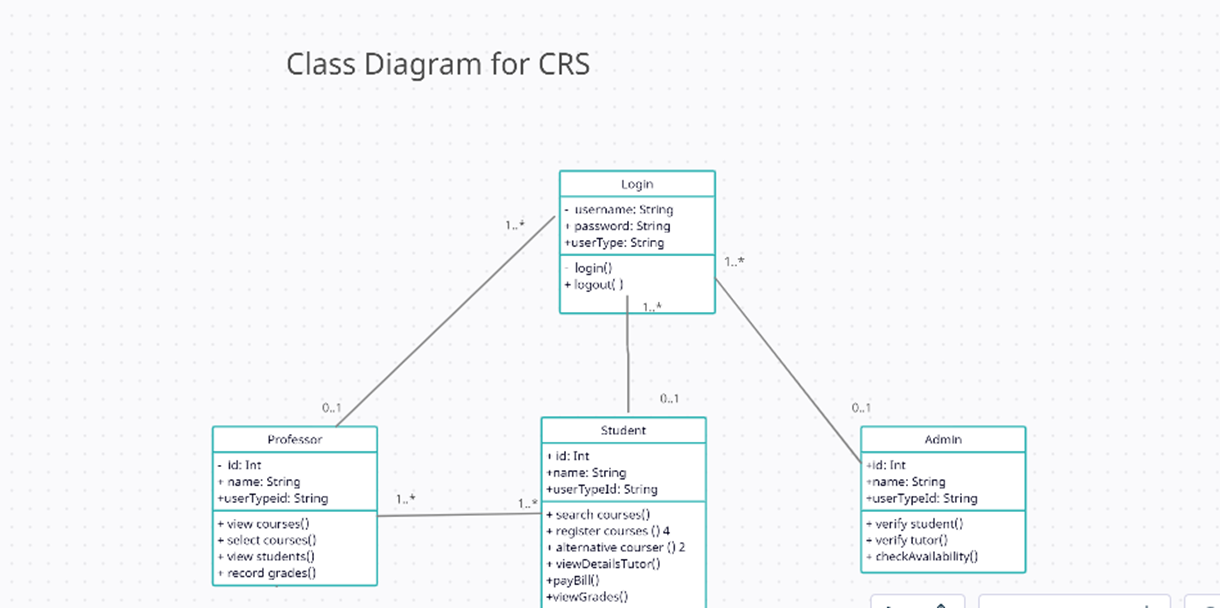 Class Diagram for CRS
Login
- username: String
+ password: String
+userType: String
- login()
+ logout( )
1..*
1..*
1..*
0..1
0..1
0..1
Professor
- id: Int
+ name: String
+userTypeid: String
+ view courses()
+ select courses()
+ view students()
+ record grades()
1..*
1..*
Student
+ id: Int
+name: String
+userTypeId: String
+ search courses()
+ register courses () 4
+ alternative courser () 2
+ viewDetailsTutor()
+payBill()
+viewGrades()
Admin
+id: Int
+name: String
+userTypeId: String
+ verify student()
+ verify tutor()
+ checkAvailability()